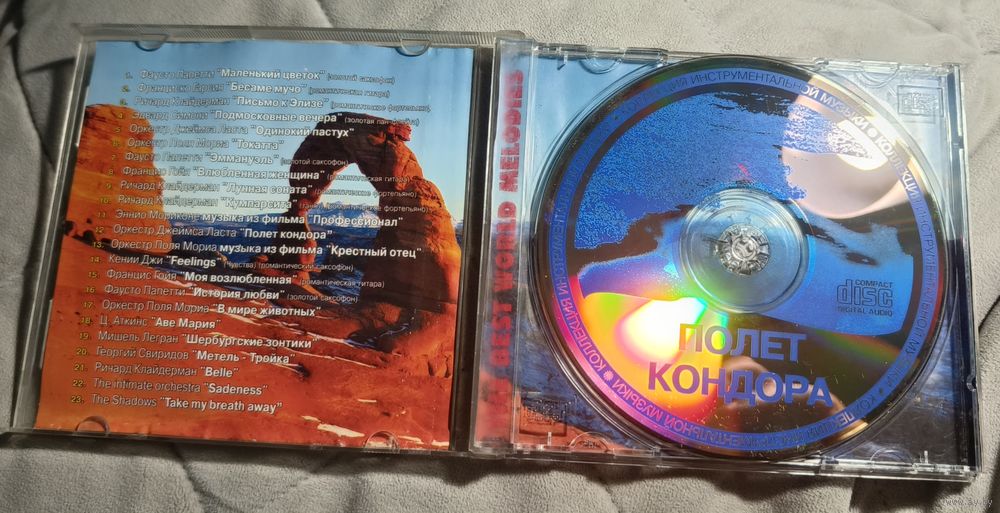 1. Фаусто Папетти "Маленький цветок" (золотой саксофон)
2. Франциско Гойя "Бесаме мучо" (романтическая гитара)
3. Ричард Клайдерман "Письмо к Элизе" (романтическое фортепьяно)
4. Эдвард Симони "Подмосковные вечера" (золотая пан-флейта)
5. Оркестр Джеймса Ласта "Одинокий пастух"
6. Оркестр Поля Мориа "Токатта"
7. Фаусто Папетти "Эммануэль" (золотой саксофон)
8. Францис Гойя "Влюбленная женщина" (романтическая гитара)
9. Ричард Клайдерман "Лунная соната" (романтическое фортепьяно)
10. Ричард Клайдерман "Кумпарсита" (танго, романтическое фортепьяно)
11. Эннио Мориконе музыка из фильма "Профессионал"
12. Оркестр Джеймса Ласта "Полет кондора"
13. Оркестр Поля Мориа музыка из фильма "Крестный отец"
14. Кении Джи "Feelings" (Чувства) (романтический саксофон)
15. Франсис Гойя "Моя возлюбленная" (романтическая гитара)
16. Фаусто Папетти "История любви" (золотой саксофон)
17. Оркестр Поля Мориа "В мире животных"
18. Ц. Аткинс "Аве Мария"
19. Мишель Легран "Шербургские зонтики"
20. Георгий Свиридов "Метель - Тройка"
21. Ричард Клайдерман "Belle"
22. The intimate orchestra "Sadeness"
23. The Shadows "Take my breath away"
BEST WORLD MELODIES
КОЛЛЕКЦИЯ ИНСТРУМЕНТАЛЬНОЙ МУЗЫКИ
COMPACT
disc
DIGITAL AUDIO
ПОЛЕТ
КОНДОРА